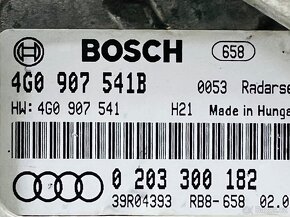 BOSCH 658
4G0 907 541B 0053 Radarse
HW: 4G0 907 541 H21 Made in Hunga
0 203 300 182
39R04393 RB8-658 02.0